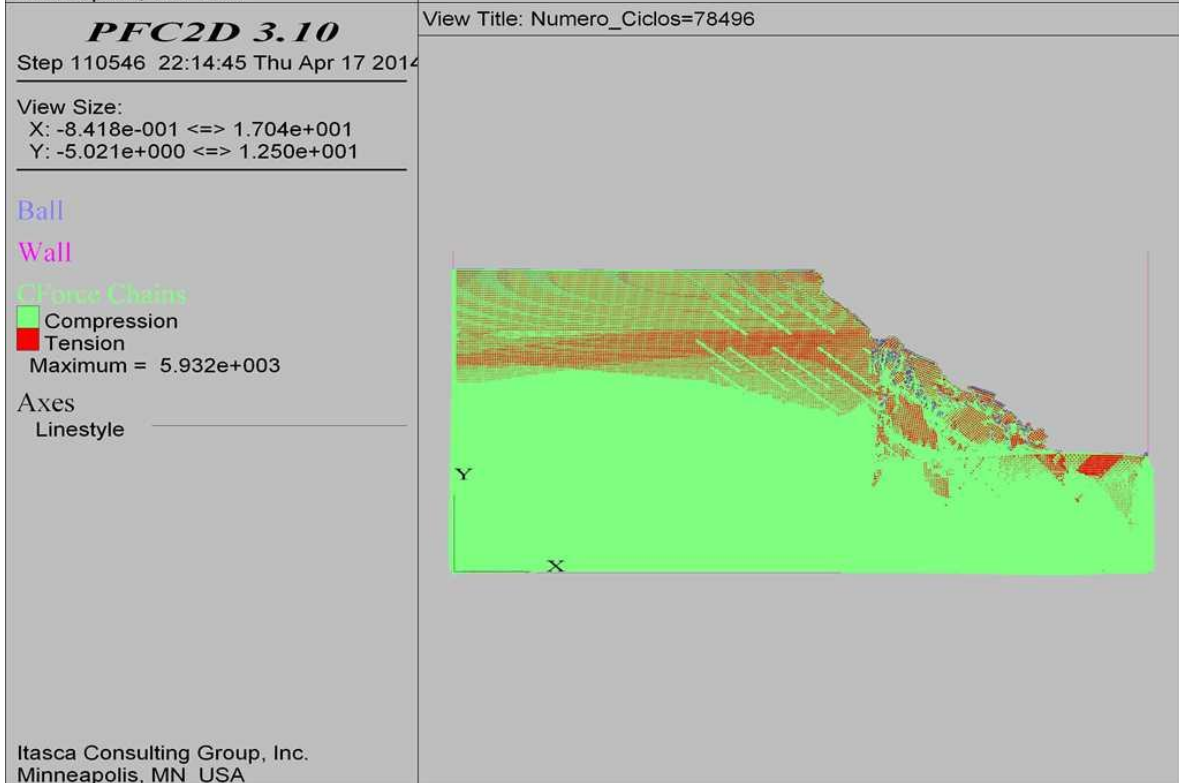 PFC2D 3.10
Step 110546 22:14:45 Thu Apr 17 2014
View Size:
X: -8.418e-001 <=> 1.704e+001
Y: -5.021e+000 <=> 1.250e+001
Ball
Wall
CForce Chains
Compression
Tension
Maximum = 5.932e+003
Axes
Linestyle
Itasca Consulting Group, Inc.
Minneapolis, MN USA
View Title: Numero_Ciclos=78496
Y
X